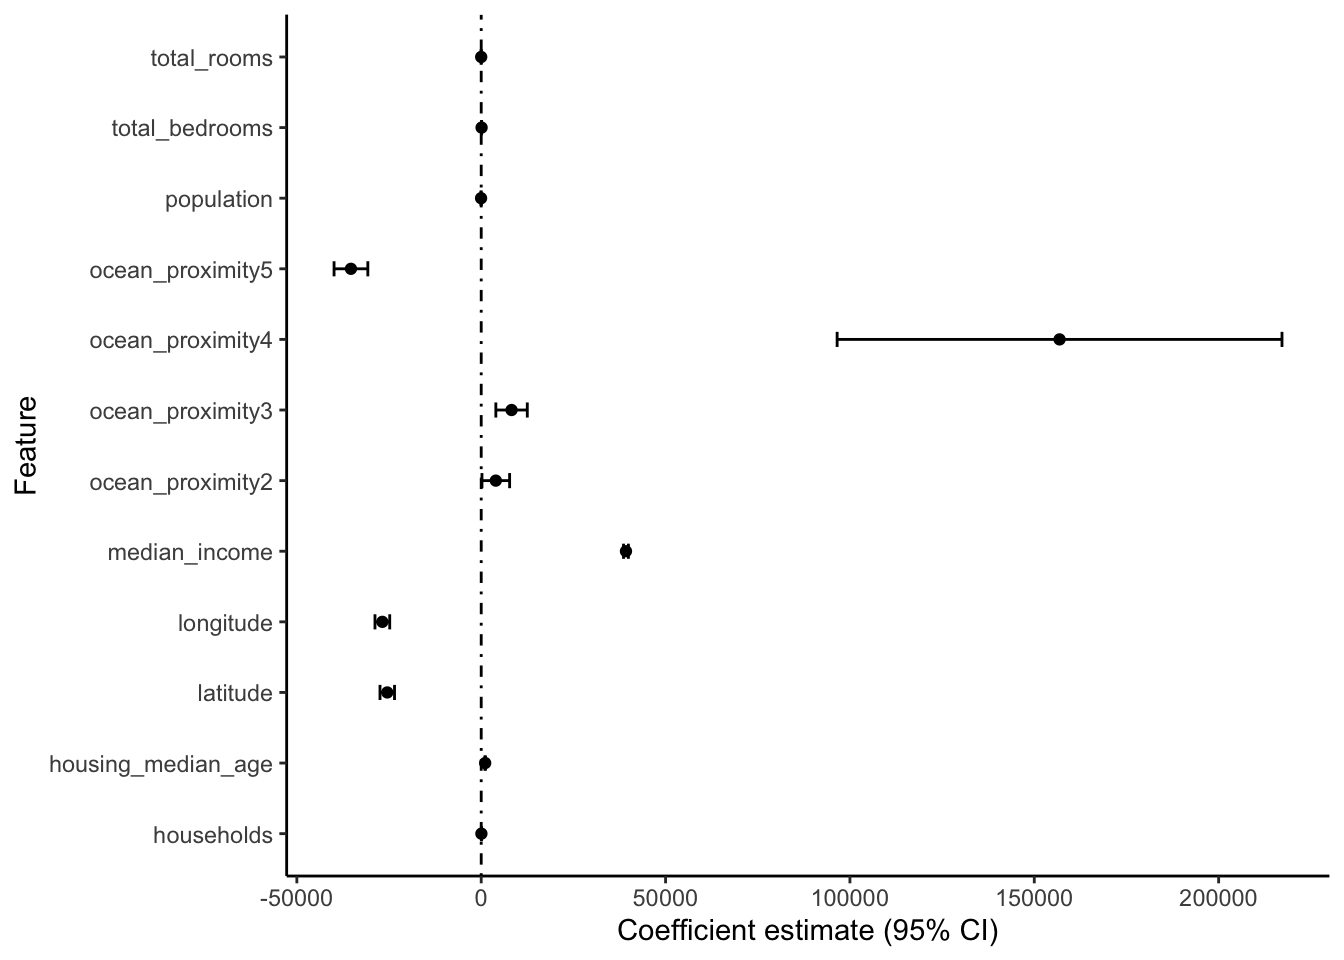 total_rooms
total_bedrooms
population
ocean_proximity5
ocean_proximity4
ocean_proximity3
ocean_proximity2
median_income
longitude
latitude
housing_median_age
households
Feature
-50000 0 50000 100000 150000 200000
Coefficient estimate (95% CI)